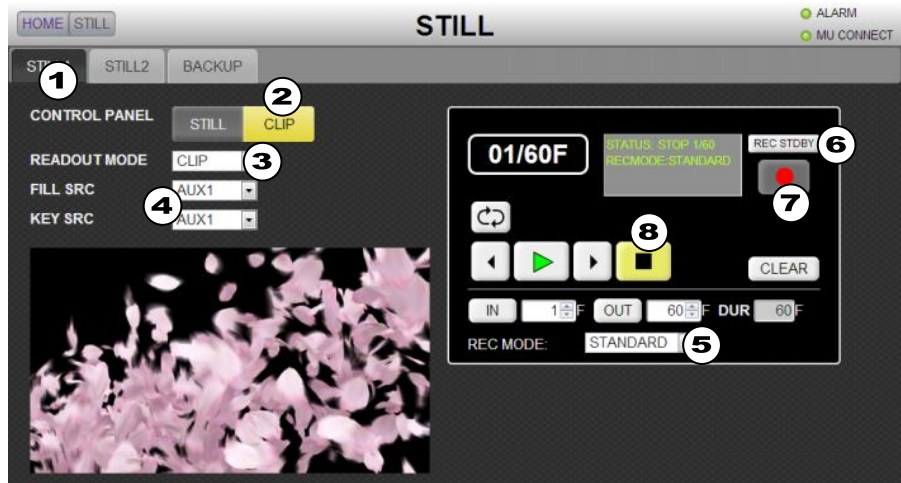 HOME STILL
STILL
ALARM
MU CONNECT
STILL2 BACKUP
1
2
CONTROL PANEL STILL CLIP
READOUT MODE CLIP 3
FILL SRC AUX1
4
KEY SRC AUX1
01/60F
STATUS: STOP 1/60
RECMODE:STANDARD
REC STDBY 6
7
8
CLEAR
IN 1 F OUT 60 F DUR 60 F
REC MODE: STANDARD 5